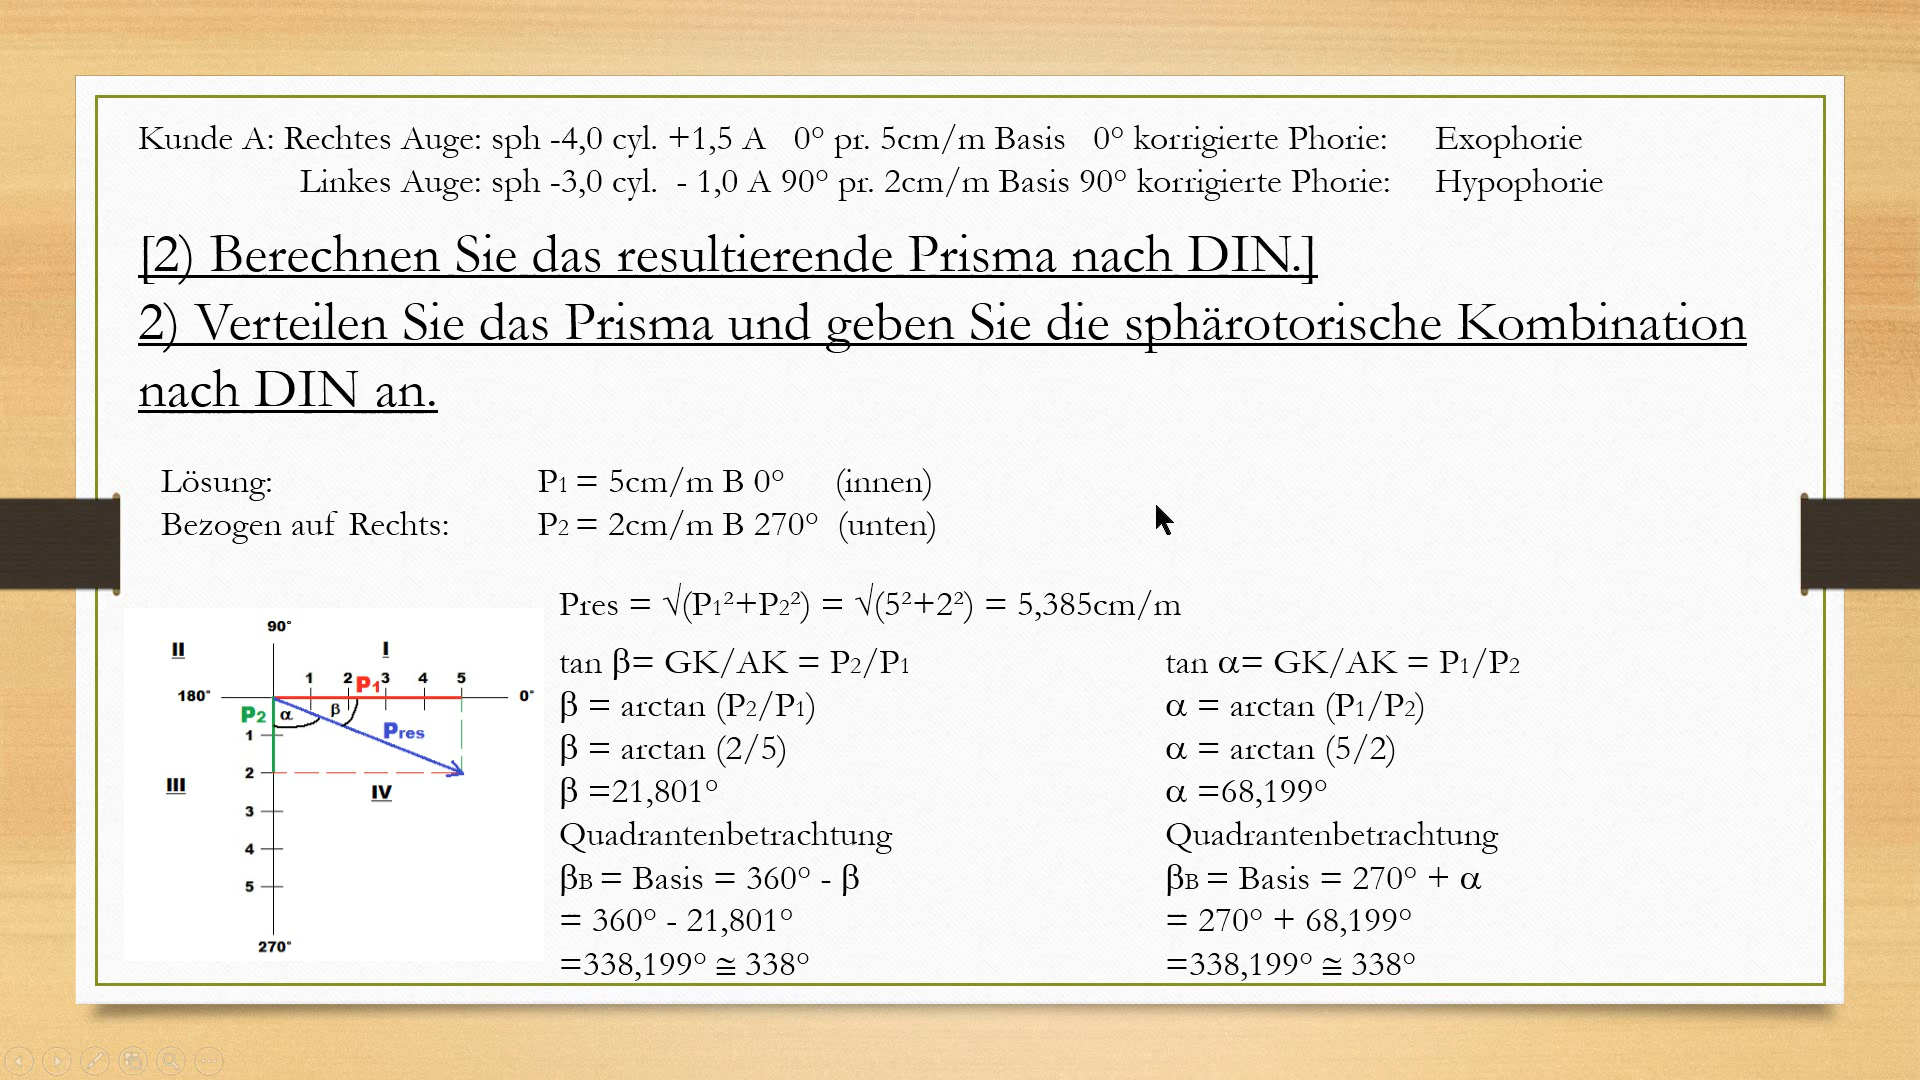 Kunde A: Rechtes Auge: sph -4,0 cyl. +1,5 A 0° pr. 5cm/m Basis 0° korrigierte Phorie: Exophorie
Linkes Auge: sph -3,0 cyl. - 1,0 A 90° pr. 2cm/m Basis 90° korrigierte Phorie: Hypophorie
[2) Berechnen Sie das resultierende Prisma nach DIN.]
2) Verteilen Sie das Prisma und geben Sie die sphärotorische Kombination
nach DIN an.
Lösung: P1 = 5cm/m B 0° (innen)
Bezogen auf Rechts: P2 = 2cm/m B 270° (unten)
Pres = √(P1²+P2²) = √(5²+2²) = 5,385cm/m
tan β= GK/AK = P2/P1
β = arctan (P2/P1)
β = arctan (2/5)
β =21,801°
Quadrantenbetrachtung
βB = Basis = 360° - β
= 360° - 21,801°
=338,199° ≅ 338°
tan α= GK/AK = P1/P2
α = arctan (P1/P2)
α = arctan (5/2)
α =68,199°
Quadrantenbetrachtung
βB = Basis = 270° + α
= 270° + 68,199°
=338,199° ≅ 338°
90°
II I
1 2 P1 3 4 5
180° 0°
P2 α β
1 Pres
2
III IV
3
4
5
270°